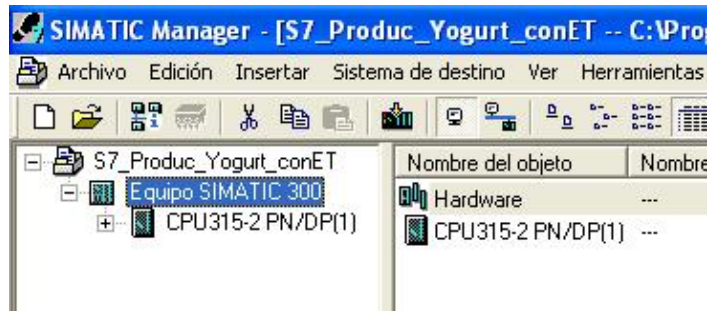 SIMATIC Manager - [S7_Produc_Yogurt_conET -- C:\Prog
Archivo Edición Insertar Sistema de destino Ver Herramientas
S7_Produc_Yogurt_conET
Equipo SIMATIC 300
CPU315-2 PN/DP(1)
Nombre del objeto Nombre
Hardware ---
CPU315-2 PN/DP(1) ---